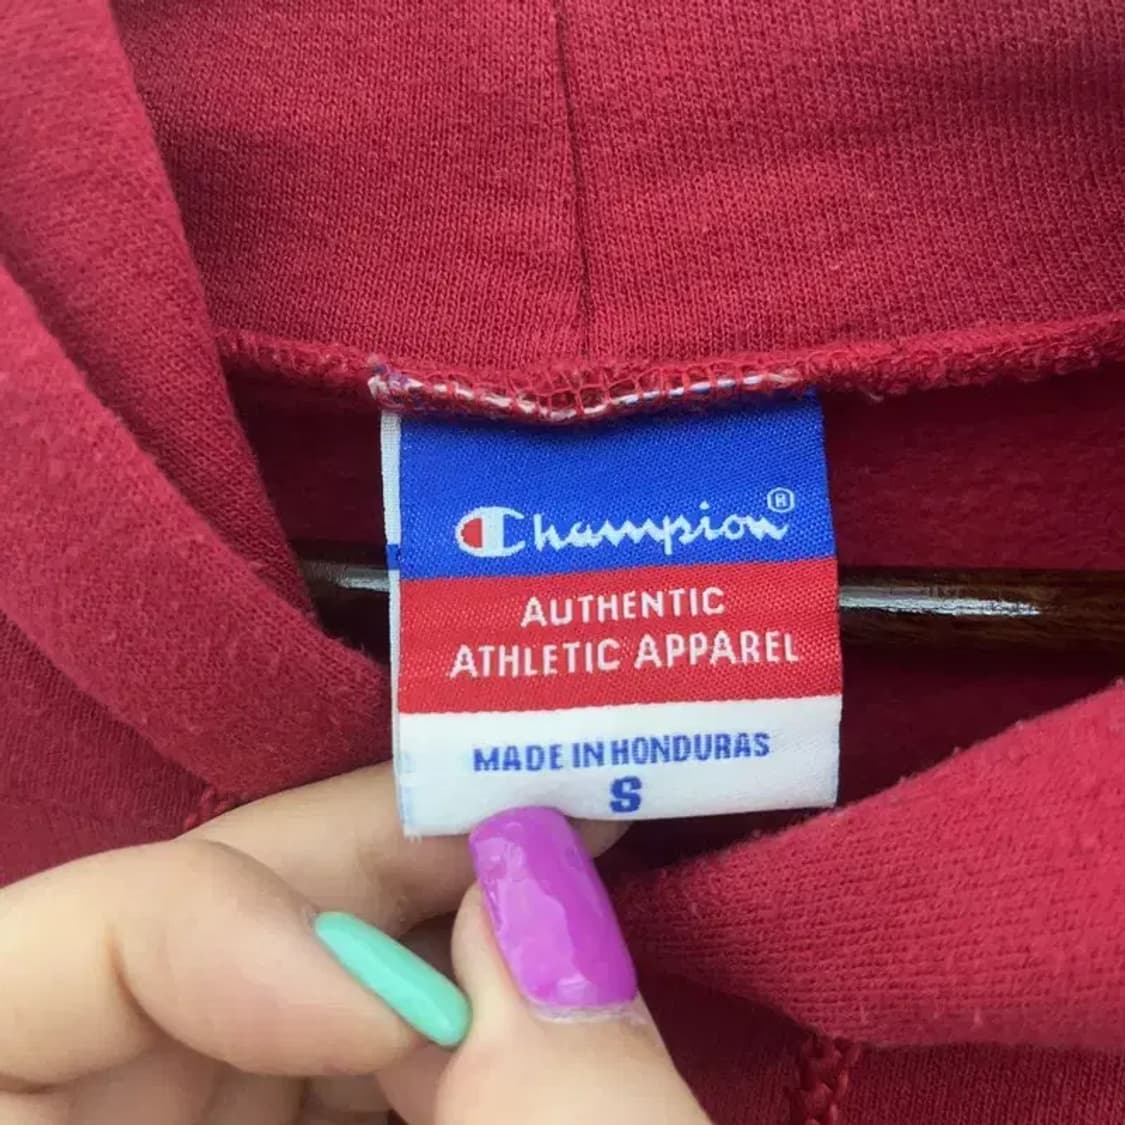 Champion®
AUTHENTIC
ATHLETIC APPAREL
MADE IN HONDURAS
S